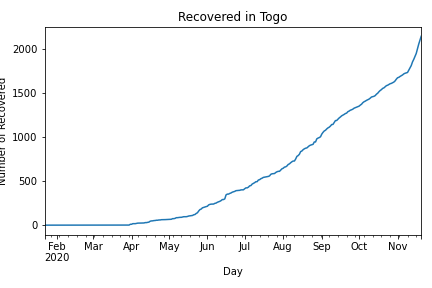 Recovered in Togo
Number of Recovered
2000
1500
1000
500
0
Feb Mar Apr May Jun Jul Aug Sep Oct Nov
2020
Day